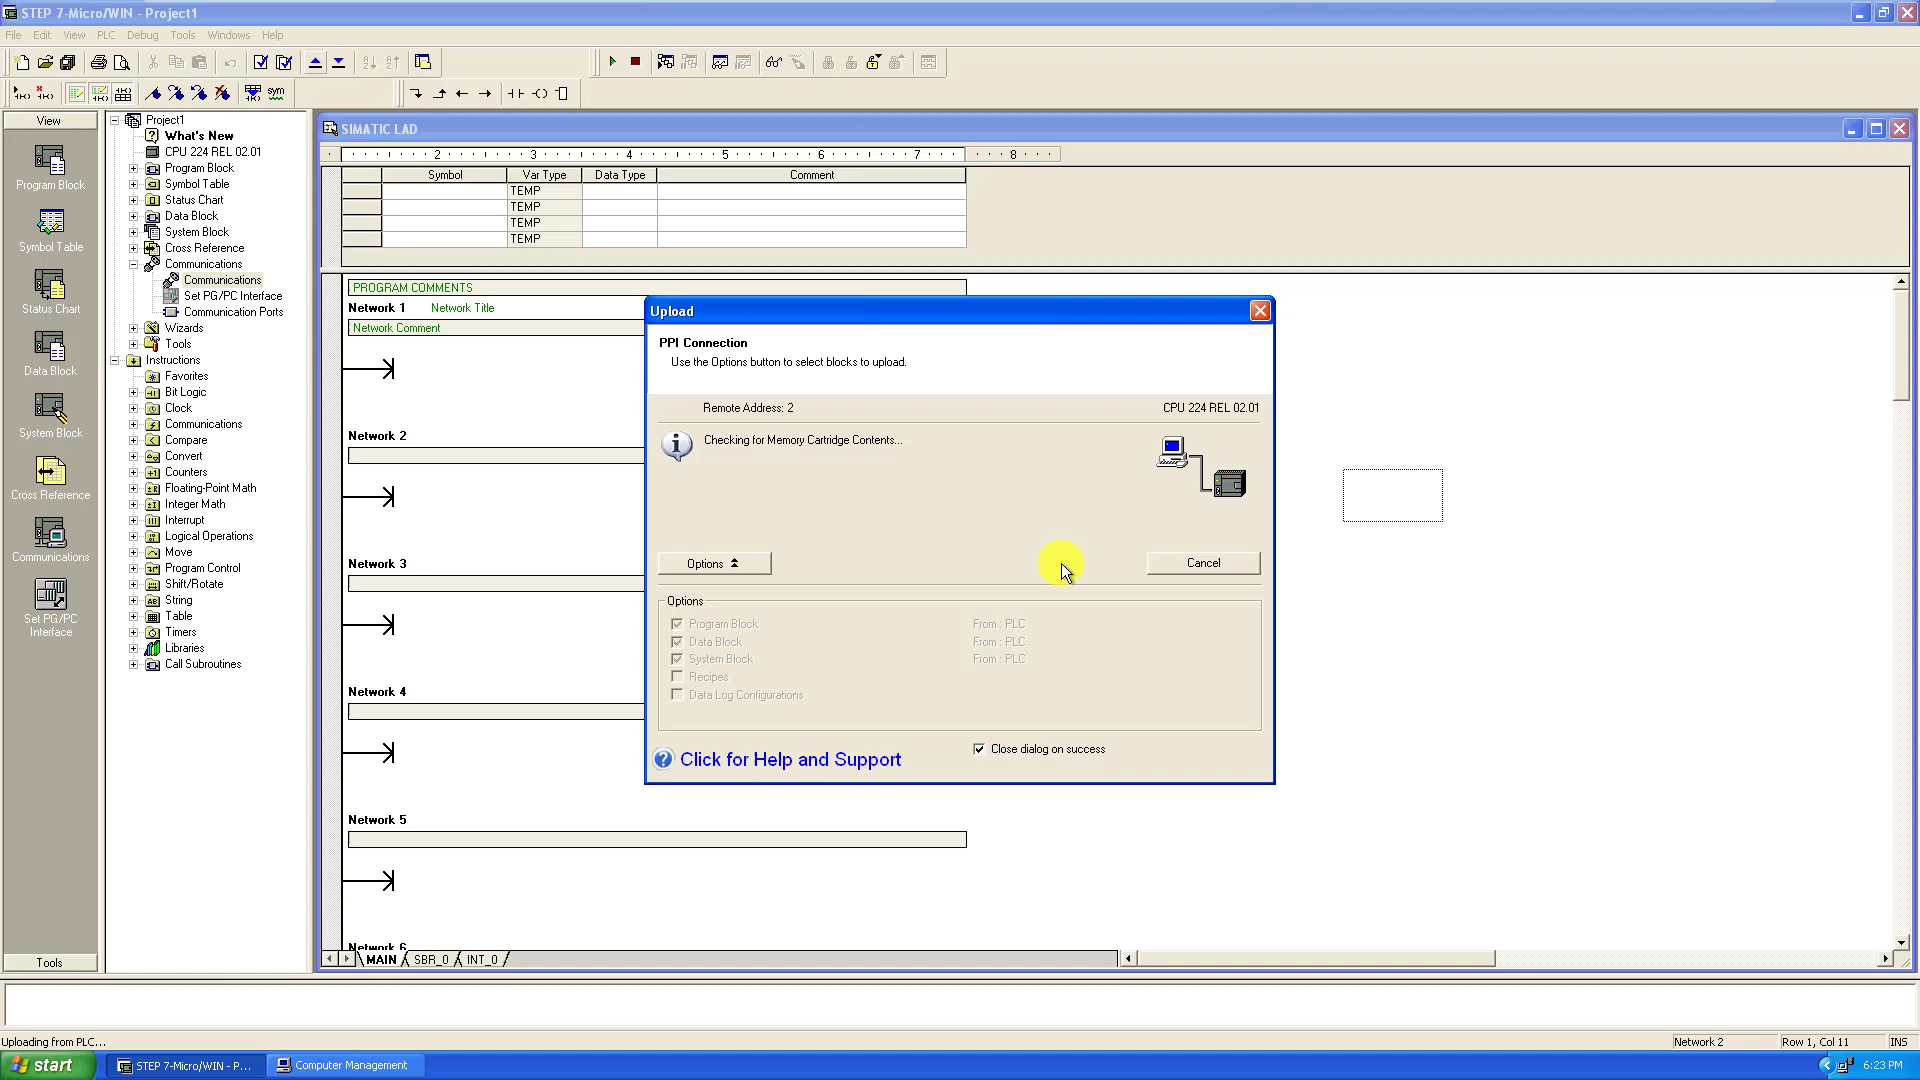 STEP 7-Micro/WIN - Project1
File Edit View PLC Debug Tools Windows Help
sym
View
Program Block
Symbol Table
Status Chart
Data Block
System Block
Cross Reference
Communications
Set PG/PC
Interface
Tools
Project1
What's New
CPU 224 REL 02.01
Program Block
Symbol Table
Status Chart
Data Block
System Block
Cross Reference
Communications
Communications
Set PG/PC Interface
Communication Ports
Wizards
Tools
Instructions
Favorites
Bit Logic
Clock
Communications
Compare
Convert
Counters
Floating-Point Math
Integer Math
Interrupt
Logical Operations
Move
Program Control
Shift/Rotate
String
Table
Timers
Libraries
Call Subroutines
SIMATIC LAD
2 3 4 5 6 7 8
Symbol Var Type Data Type Comment
TEMP
TEMP
TEMP
TEMP
PROGRAM COMMENTS
Network 1 Network Title
Network Comment
Network 2
Network 3
Network 4
Network 5
Network 6
MAIN SBR_0 INT_0
Upload
PPI Connection
Use the Options button to select blocks to upload.
Remote Address: 2 CPU 224 REL 02.01
Checking for Memory Cartridge Contents...
Options Cancel
Options
Program Block From : PLC
Data Block From : PLC
System Block From : PLC
Recipes
Data Log Configurations
Close dialog on success
Click for Help and Support
Uploading from PLC...
Network 2 Row 1, Col 11 INS
start STEP 7-Micro/WIN - P... Computer Management 6:23 PM